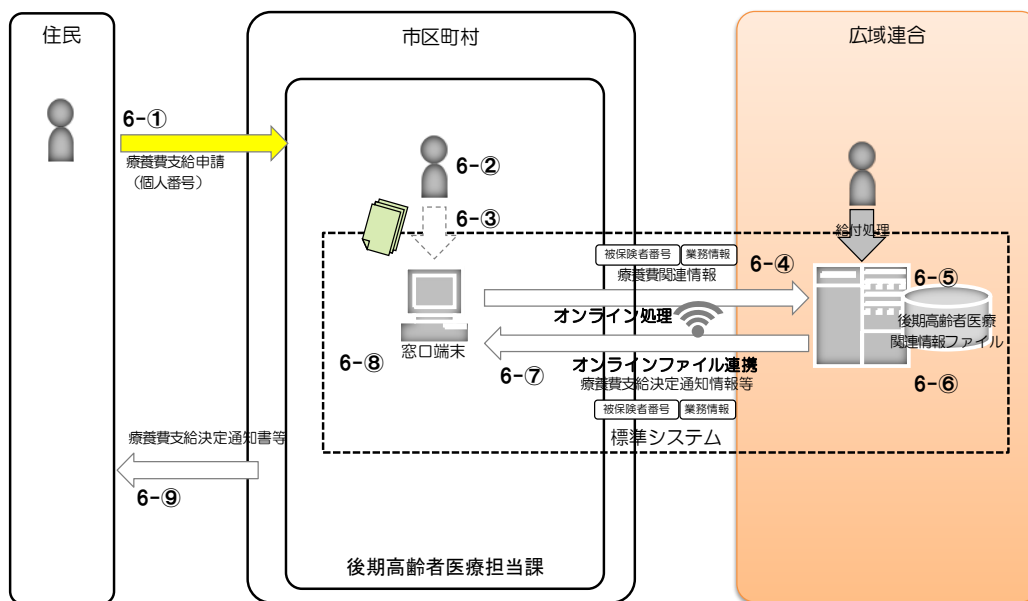 住民
市区町村
広域連合
6-①
療養費支給申請
（個人番号）
6-②
6-③
給付処理
被保険者番号
業務情報
療養費関連情報
6-④
6-⑤
オンライン処理
後期高齢者医療
関連情報ファイル
窓口端末
6-⑧
6-⑦
オンラインファイル連携
療養費支給決定通知情報等
6-⑥
被保険者番号
業務情報
標準システム
療養費支給決定通知書等
6-⑨
後期高齢者医療担当課